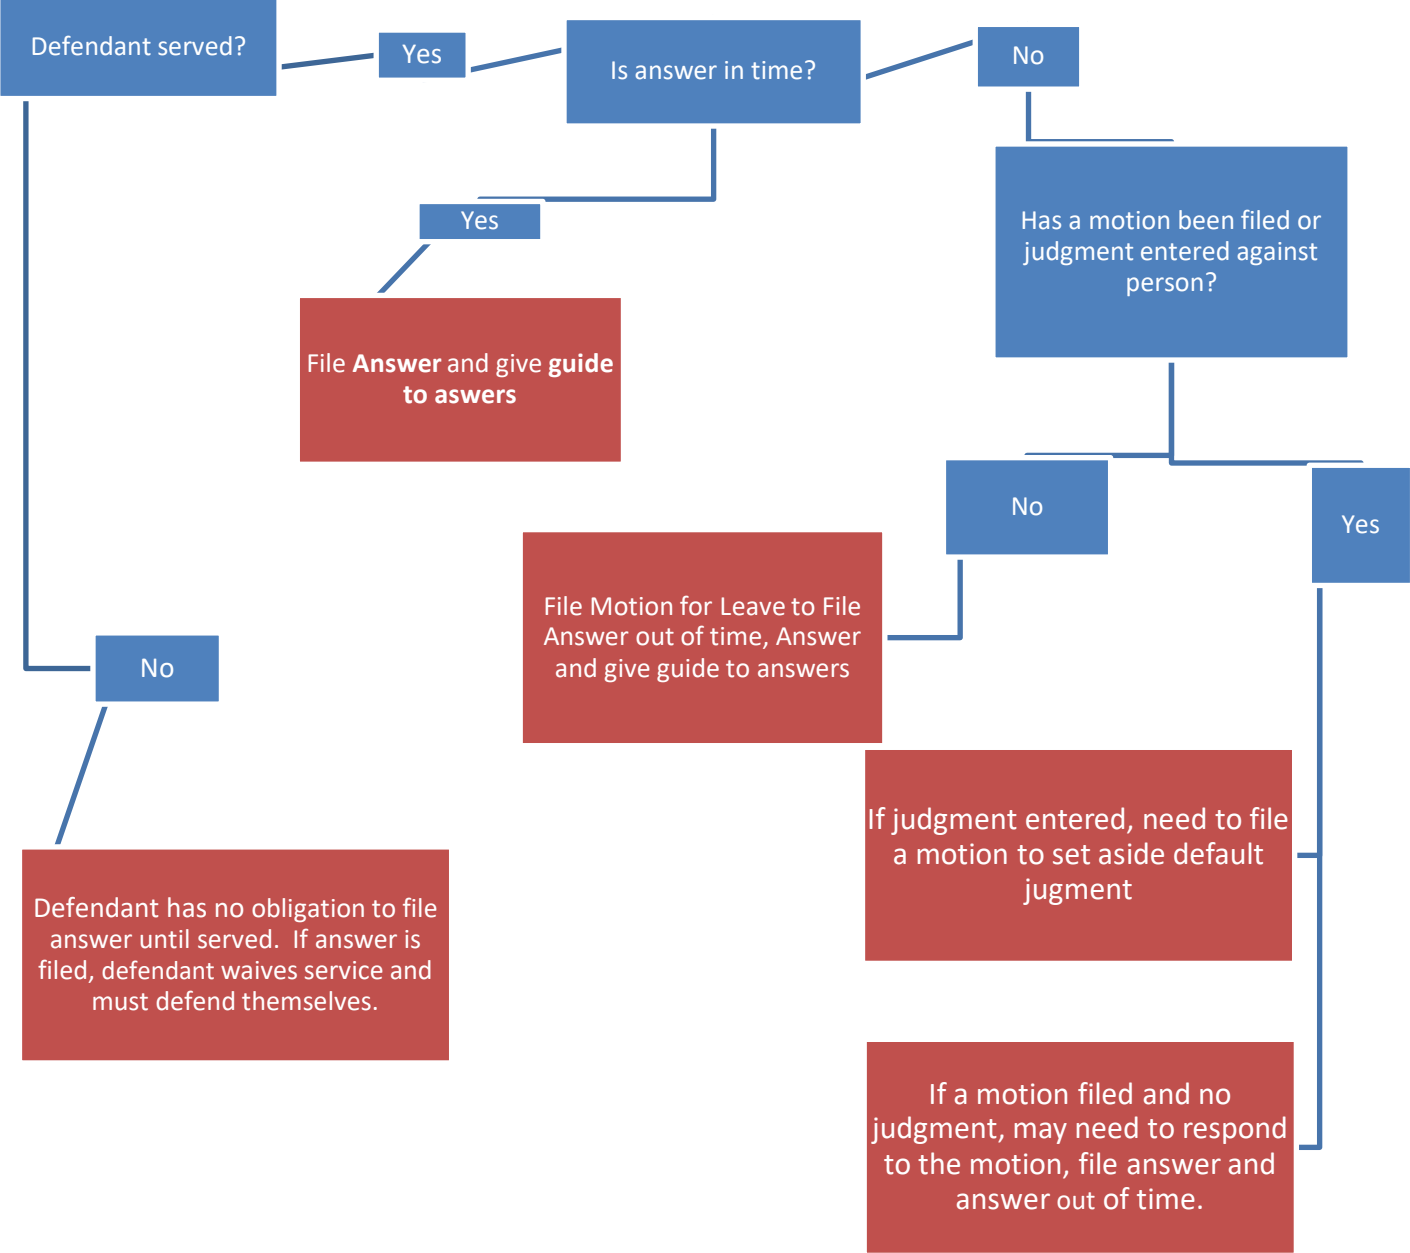 Defendant served?
Yes
Is answer in time?
No
Yes
Has a motion been filed or
judgment entered against
person?
File Answer and give guide
to aswers
No
Yes
File Motion for Leave to File
Answer out of time, Answer
and give guide to answers
No
If judgment entered, need to file
a motion to set aside default
jugment
Defendant has no obligation to file
answer until served.  If answer is
filed, defendant waives service and
must defend themselves.
If a motion filed and no
judgment, may need to respond
to the motion, file answer and
answer out of time.